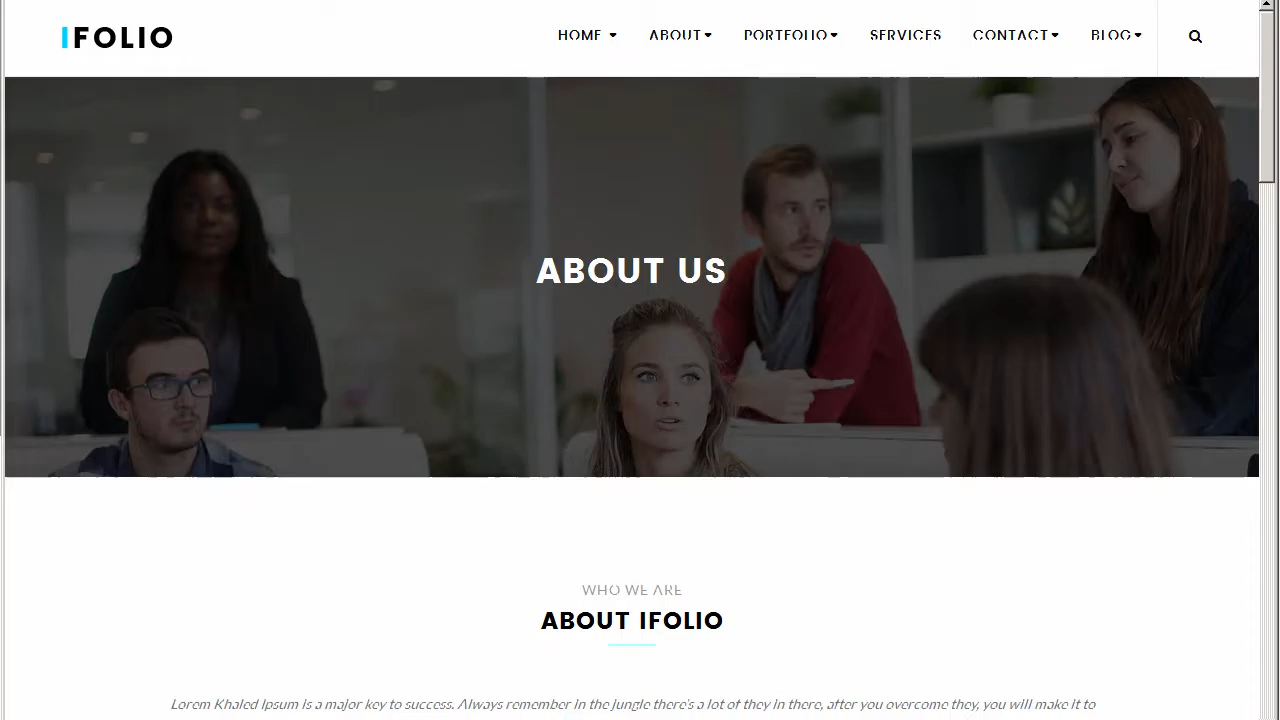 IFOLIO
HOME ABOUT PORTFOLIO SERVICES CONTACT BLOG
ABOUT US
WHO WE ARE
ABOUT IFOLIO
Lorem Khaled Ipsum is a major key to success. Always remember in the jungle there's a lot of they in there, after you overcome they, you will make it to